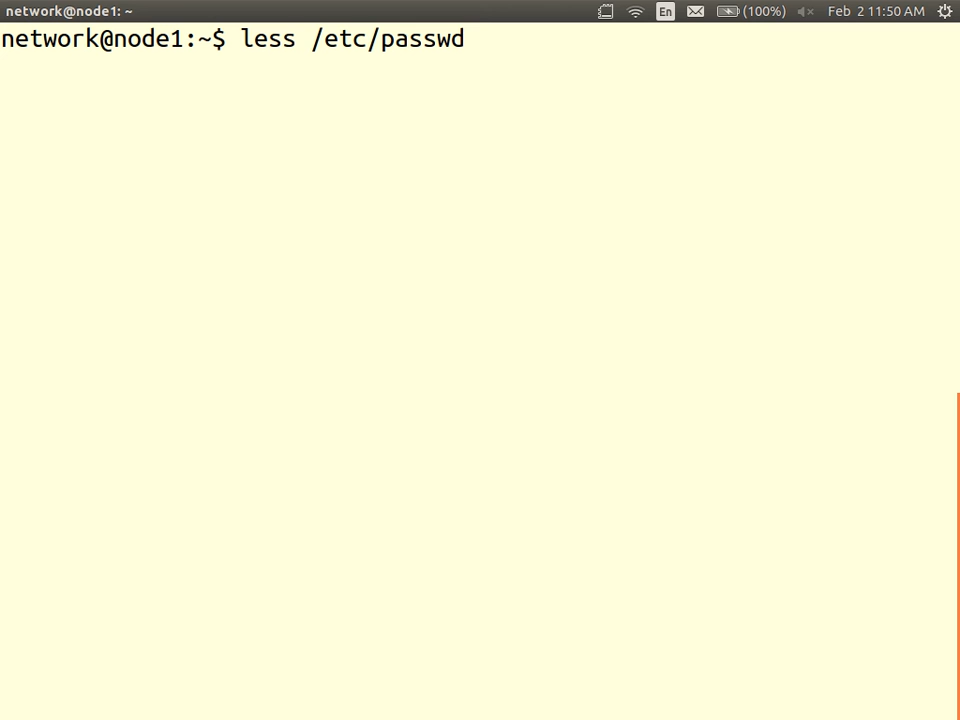 network@node1: ~
En
(100%)
Feb 2 11:50 AM
network@node1:~$ less /etc/passwd